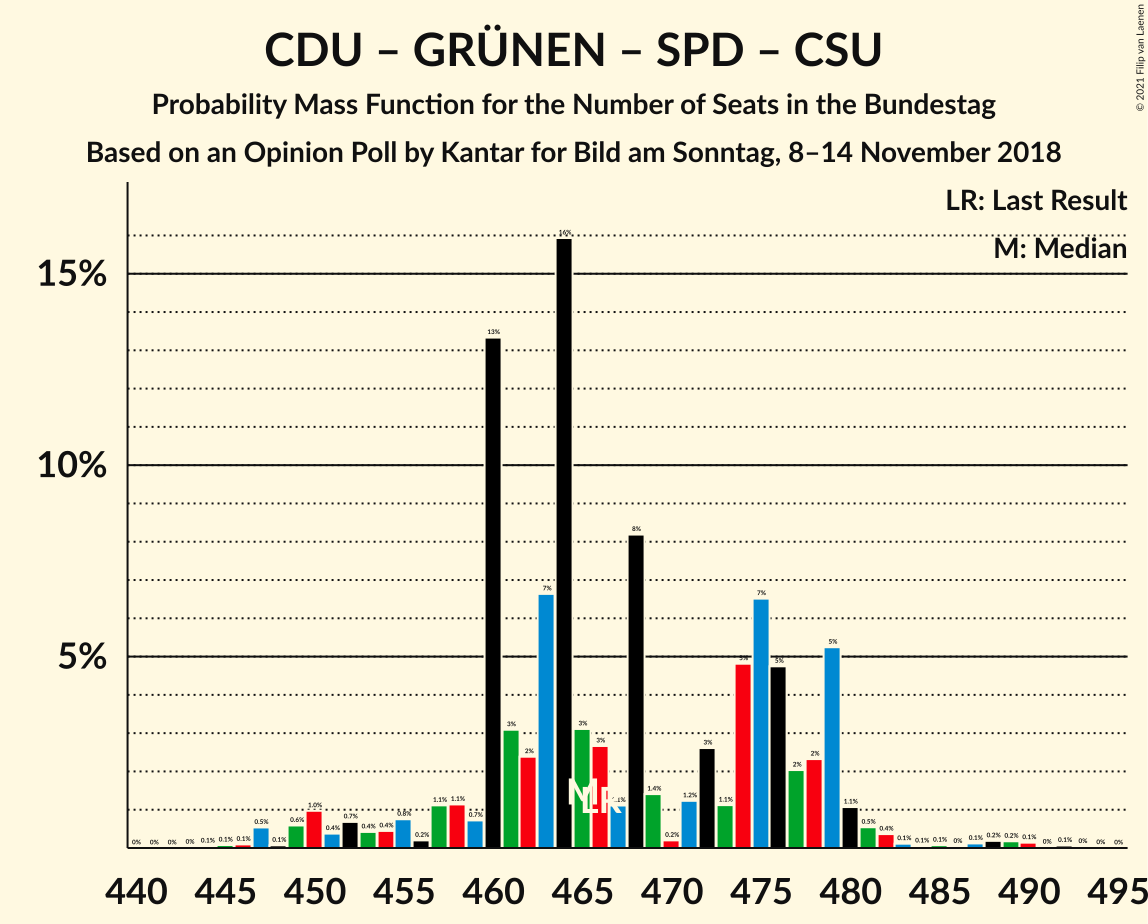 CDU – GRÜNEN – SPD – CSU
Probability Mass Function for the Number of Seats in the Bundestag
Based on an Opinion Poll by Kantar for Bild am Sonntag, 8–14 November 2018
© 2021 Filip van Laenen
LR: Last Result
M: Median
15%
10%
5%
0% 0% 0% 0% 0.1% 0.1% 0.1% 0.5% 0.1% 0.6% 1.0% 0.4% 0.7% 0.4% 0.4% 0.8% 0.2% 1.1% 1.1% 0.7% 13% 3% 2% 7% 16% 3% 3% 1.1% 8% 1.4% 0.2% 1.2% 3% 1.1% 5% 7% 5% 2% 2% 5% 1.1% 0.5% 0.4% 0.1% 0.1% 0.1% 0% 0.1% 0.2% 0.2% 0.1% 0% 0.1% 0% 0% 0%
M LR
440 445 450 455 460 465 470 475 480 485 490 495